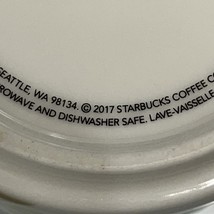 SEATTLE, WA 98134. © 2017 STARBUCKS COFFEE CO
ROWAVE AND DISHWASHER SAFE. LAVE-VAISSELLE